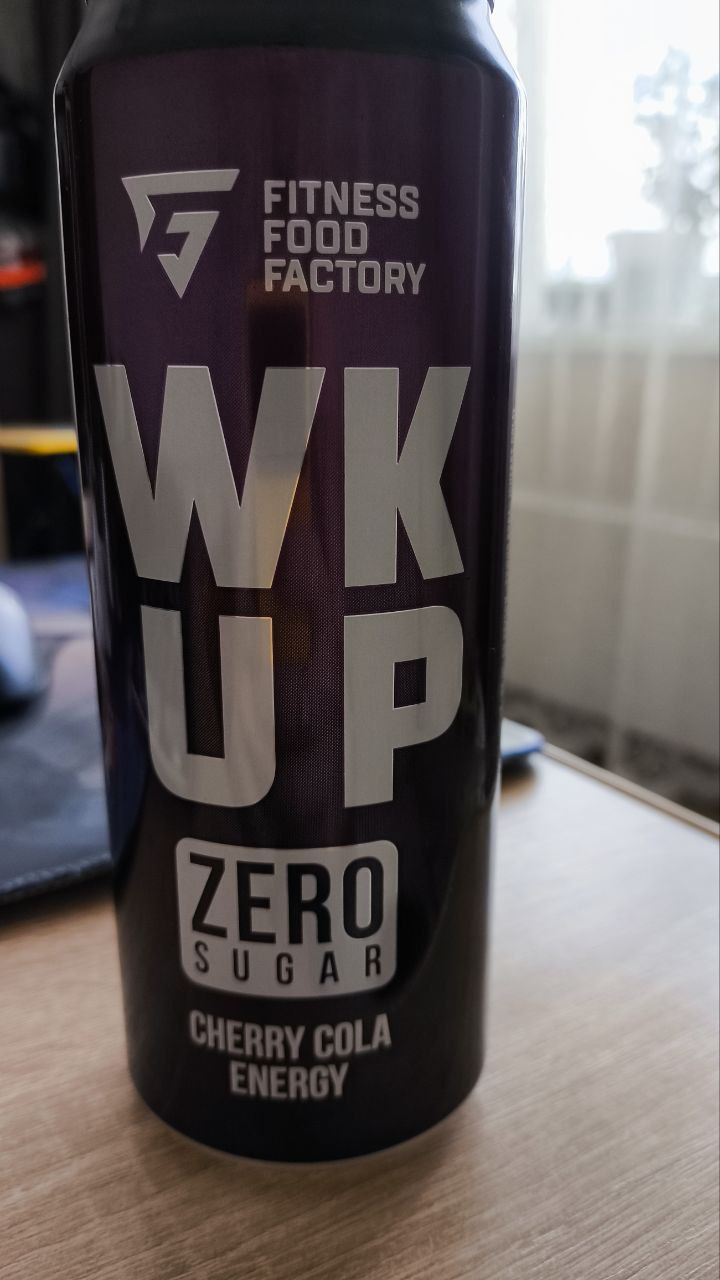 FITNESS
FOOD
FACTORY
WK
UP
ZERO
SUGAR
CHERRY COLA
ENERGY